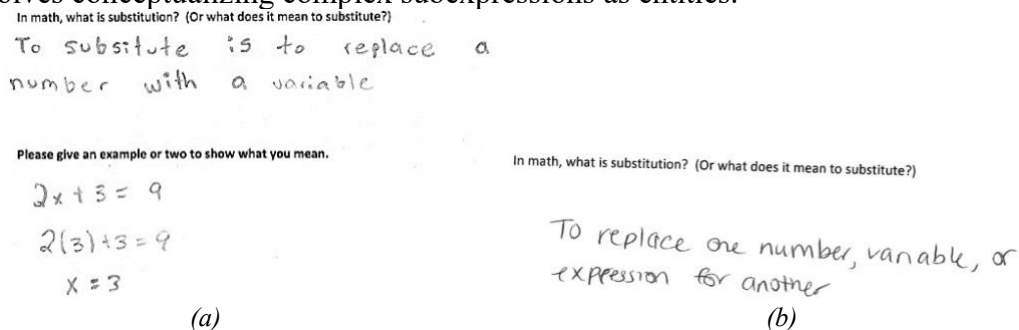 olves conceptualizing complex subexpressions as entities.
In math, what is substitution? (Or what does it mean to substitute?)
To subsitute is to replace a
number with a variable
Please give an example or two to show what you mean.
2x + 3 = 9
2(3)+3=9
x = 3
(a)
In math, what is substitution? (Or what does it mean to substitute?)
To replace one number, variable, or
expression for another
(b)